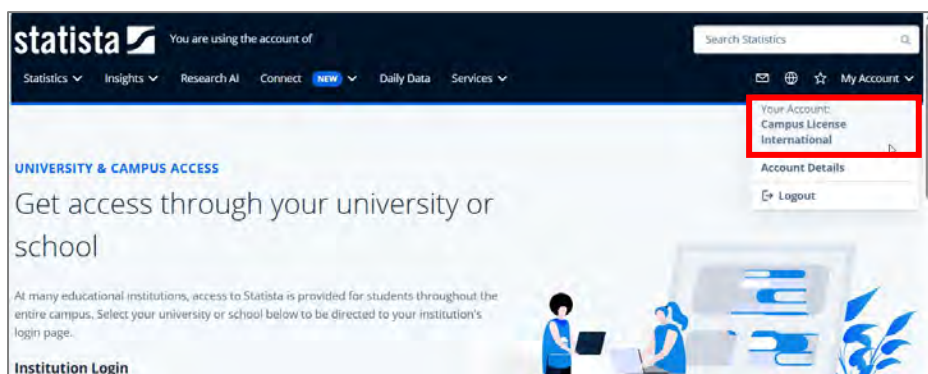 statista You are using the account of Search Statistics
Statistics Insights Research AI Connect NEW Daily Data Services My Account
Your Account:
Campus License
International
Account Details
Logout
UNIVERSITY & CAMPUS ACCESS
Get access through your university or
school
At many educational institutions, access to Statista is provided for students throughout the
entire campus. Select your university or school below to be directed to your institution's
login page.
Institution Login